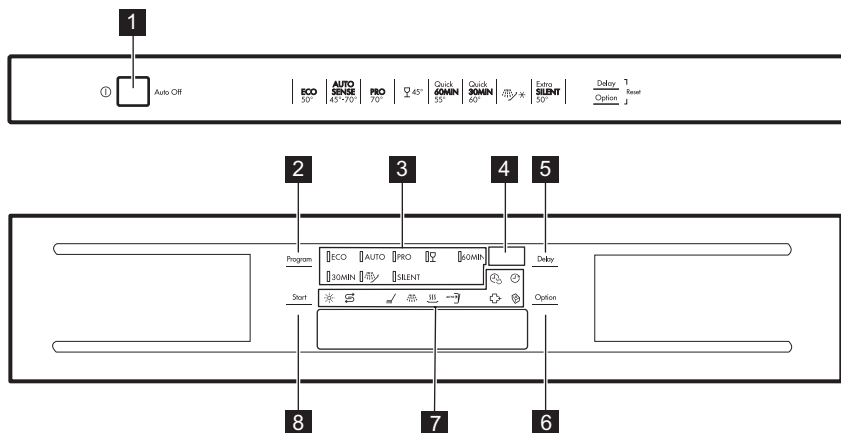 1
Auto Off
ECO 50°
AUTO SENSE 45°-70°
PRO 70°
45°
Quick 60MIN 55°
Quick 30MIN 60°
Extra SILENT 50°
Delay
Option
Reset
2 3 4 5
Program ECO AUTO PRO 60MIN Delay
30MIN SILENT
Start AUTO Option
8 7 6